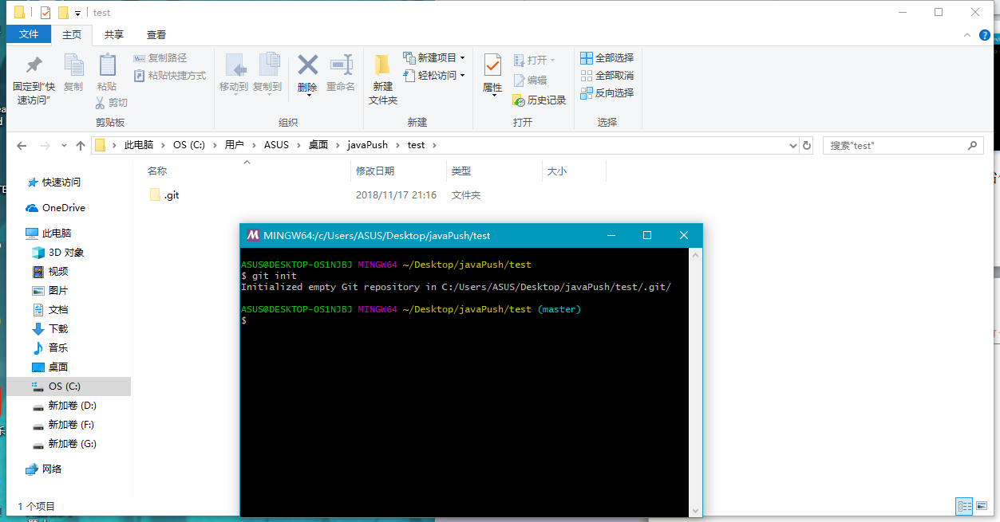 test
文件 主页 共享 查看
固定到"快速访问"
复制
粘贴
复制路径
粘贴快捷方式
剪切
剪贴板
移动到
复制到
删除
重命名
组织
新建文件夹
新建项目
轻松访问
新建
属性
打开
编辑
历史记录
打开
全部选择
全部取消
反向选择
选择
此电脑 > OS (C:) > 用户 > ASUS > 桌面 > javaPush > test >
搜索"test"
名称 修改日期 类型 大小
.git 2018/11/17 21:16 文件夹
快速访问
OneDrive
此电脑
3D 对象
视频
图片
文档
下载
音乐
桌面
OS (C:)
新加卷 (D:)
新加卷 (F:)
新加卷 (G:)
网络
1 个项目
MINGW64:/c/Users/ASUS/Desktop/javaPush/test
ASUS@DESKTOP-OS1NJBJ MINGW64 ~/Desktop/javaPush/test
$ git init
Initialized empty Git repository in C:/Users/ASUS/Desktop/javaPush/test/.git/
ASUS@DESKTOP-OS1NJBJ MINGW64 ~/Desktop/javaPush/test (master)
$